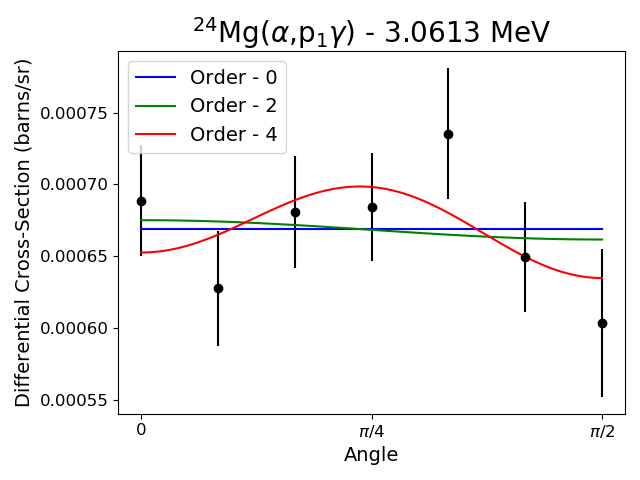 ²⁴Mg(α,p₁γ) - 3.0613 MeV
Differential Cross-Section (barns/sr)
Order - 0
Order - 2
Order - 4
0.00075
0.00070
0.00065
0.00060
0.00055
0
π/4
π/2
Angle